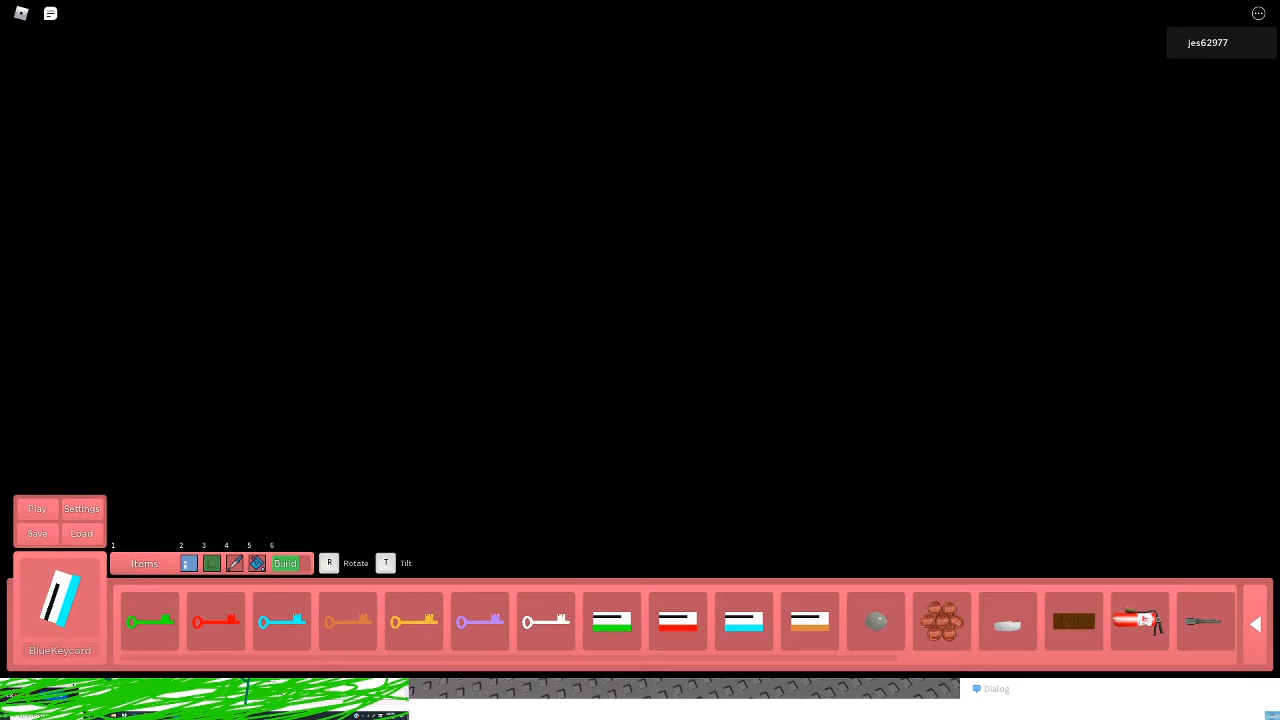 jes62977
Play
Settings
Save
Load
1
2
3
4
5
6
Items
Build
R
Rotate
T
Tilt
BlueKeycard
Dialog